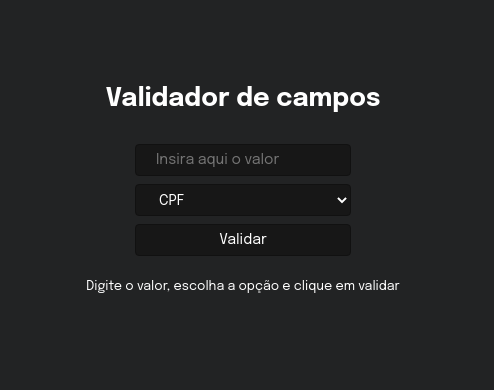 Validador de campos
Insira aqui o valor
CPF
Validar
Digite o valor, escolha a opção e clique em validar